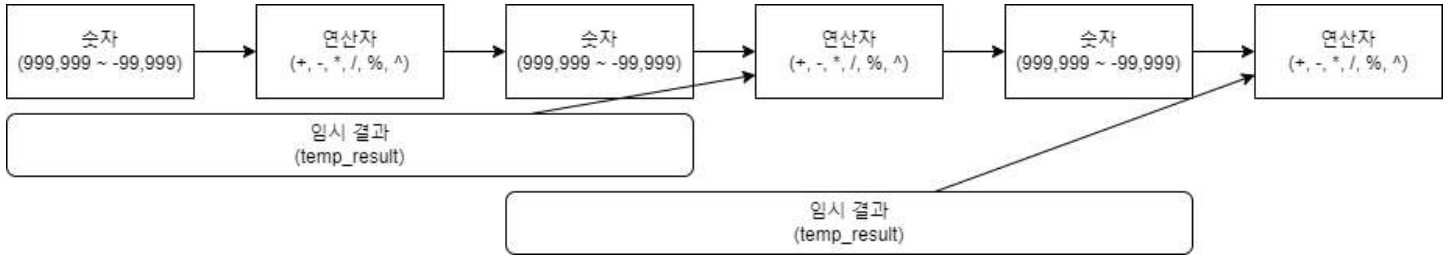 숫자
(999,999 ~ -99,999)
연산자
(+, -, *, /, %, ^)
숫자
(999,999 ~ -99,999)
연산자
(+, -, *, /, %, ^)
숫자
(999,999 ~ -99,999)
연산자
(+, -, *, /, %, ^)
임시 결과
(temp_result)
임시 결과
(temp_result)